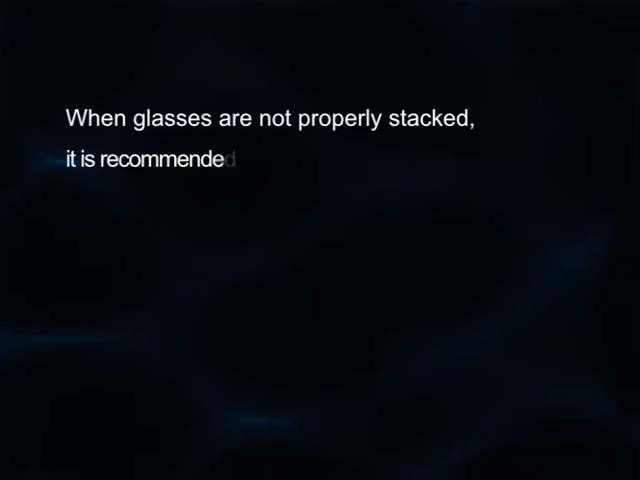 When glasses are not properly stacked,
it is recommended